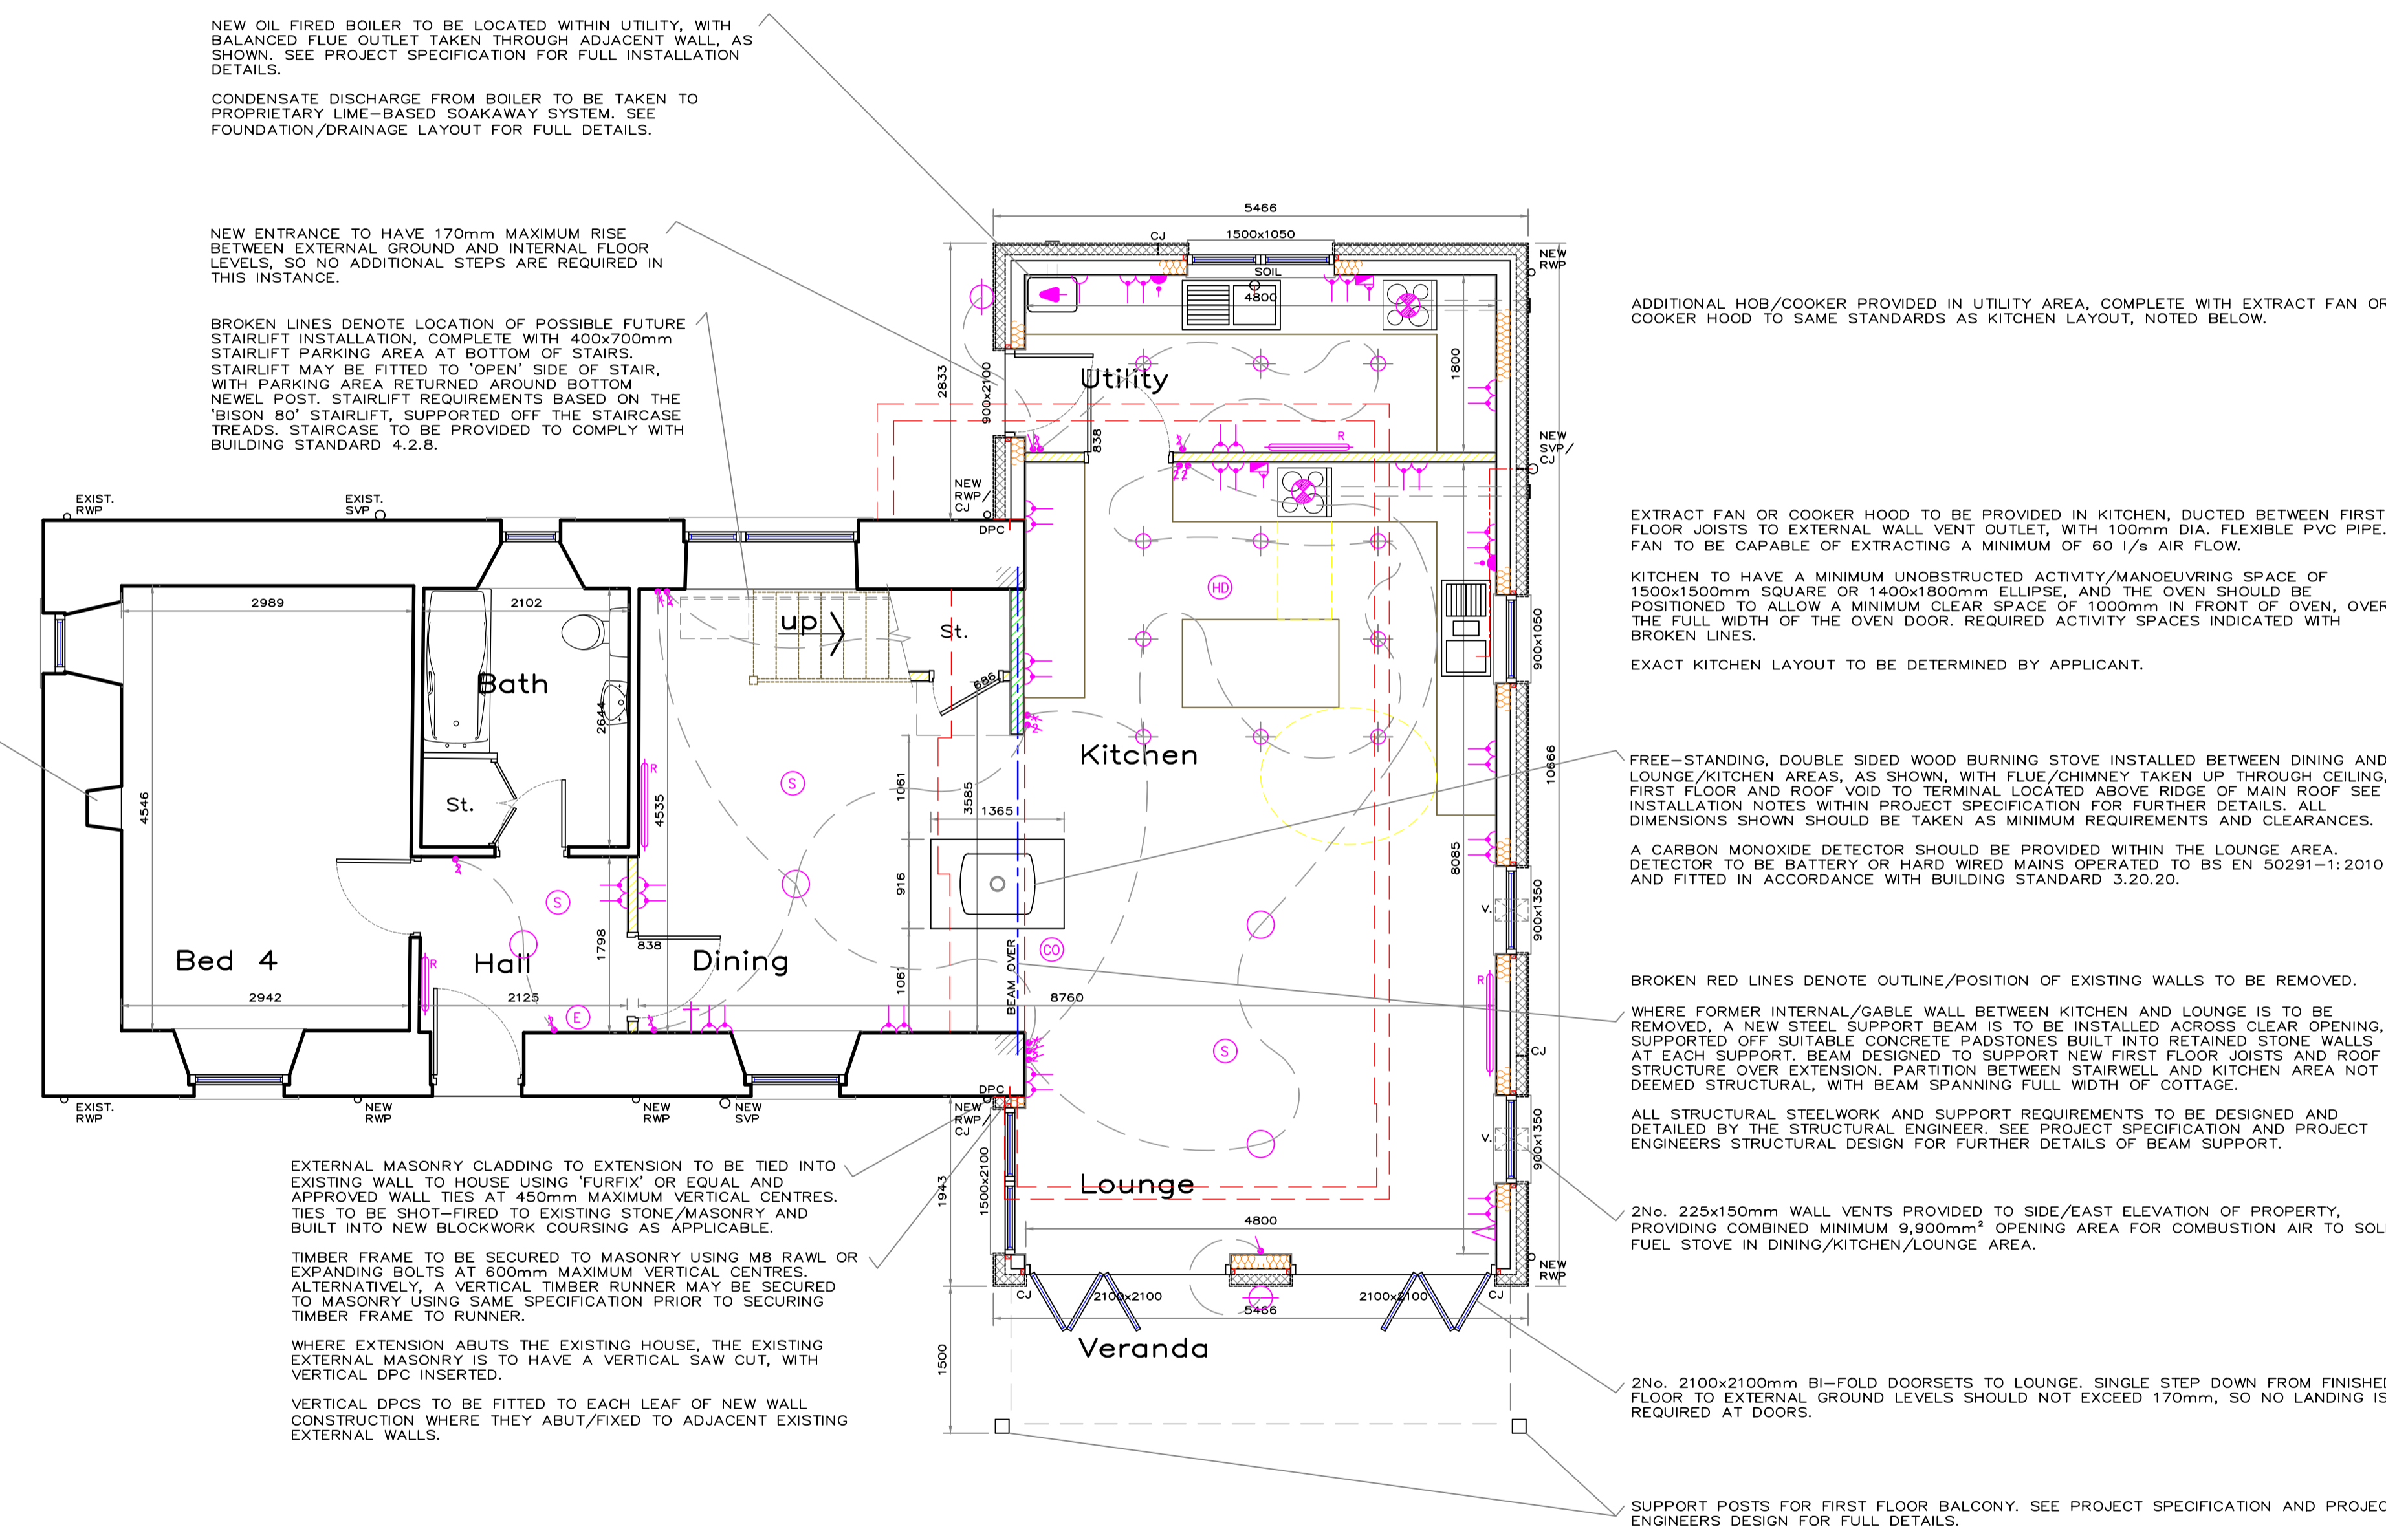 NEW OIL FIRED BOILER TO BE LOCATED WITHIN UTILITY, WITH
BALANCED FLUE OUTLET TAKEN THROUGH ADJACENT WALL, AS
SHOWN. SEE PROJECT SPECIFICATION FOR FULL INSTALLATION
DETAILS.
CONDENSATE DISCHARGE FROM BOILER TO BE TAKEN TO
PROPRIETARY LIME-BASED SOAKAWAY SYSTEM. SEE
FOUNDATION/DRAINAGE LAYOUT FOR FULL DETAILS.
NEW ENTRANCE TO HAVE 170mm MAXIMUM RISE
BETWEEN EXTERNAL GROUND AND INTERNAL FLOOR
LEVELS, SO NO ADDITIONAL STEPS ARE REQUIRED IN
THIS INSTANCE.
BROKEN LINES DENOTE LOCATION OF POSSIBLE FUTURE
STAIRLIFT INSTALLATION, COMPLETE WITH 400x700mm
STAIRLIFT PARKING AREA AT BOTTOM OF STAIRS.
STAIRLIFT MAY BE FITTED TO 'OPEN' SIDE OF STAIR,
WITH PARKING AREA RETURNED AROUND BOTTOM
NEWEL POST. STAIRLIFT REQUIREMENTS BASED ON THE
'BISON 80' STAIRLIFT, SUPPORTED OFF THE STAIRCASE
TREADS. STAIRCASE TO BE PROVIDED TO COMPLY WITH
BUILDING STANDARD 4.2.8.
5466
CJ
1500x1050
NEW
RWP
SOIL
4800
2833
900x2100
Utility
1800
838
R
2
2
2 2
NEW
SVP/
CJ
NEW
RWP/
CJ
DPC
EXIST.
RWP
EXIST.
SVP
2989
2102
up
St.
686
HD
900x1050
Bath
2644
Kitchen
10666
4546
St.
R
4535
S
1061
3585
1365
916
8085
V.
900x1350
S
1798
838
CO
Bed 4
Hall
R
Dining
1061
BEAM OVER
2942
2125
8760
R
2
E
2
S
CJ
DPC
EXIST.
RWP
NEW
RWP
NEW
RWP
NEW
SVP
NEW
RWP/
CJ
V.
900x1350
1943
1500x2100
Lounge
4800
NEW
RWP
CJ
2100x2100
2100x2100
CJ
5466
Veranda
1500
EXTERNAL MASONRY CLADDING TO EXTENSION TO BE TIED INTO
EXISTING WALL TO HOUSE USING 'FURFIX' OR EQUAL AND
APPROVED WALL TIES AT 450mm MAXIMUM VERTICAL CENTRES.
TIES TO BE SHOT-FIRED TO EXISTING STONE/MASONRY AND
BUILT INTO NEW BLOCKWORK COURSING AS APPLICABLE.
TIMBER FRAME TO BE SECURED TO MASONRY USING M8 RAWL OR
EXPANDING BOLTS AT 600mm MAXIMUM VERTICAL CENTRES.
ALTERNATIVELY, A VERTICAL TIMBER RUNNER MAY BE SECURED
TO MASONRY USING SAME SPECIFICATION PRIOR TO SECURING
TIMBER FRAME TO RUNNER.
WHERE EXTENSION ABUTS THE EXISTING HOUSE, THE EXISTING
EXTERNAL MASONRY IS TO HAVE A VERTICAL SAW CUT, WITH
VERTICAL DPC INSERTED.
VERTICAL DPCS TO BE FITTED TO EACH LEAF OF NEW WALL
CONSTRUCTION WHERE THEY ABUT/FIXED TO ADJACENT EXISTING
EXTERNAL WALLS.
ADDITIONAL HOB/COOKER PROVIDED IN UTILITY AREA, COMPLETE WITH EXTRACT FAN OR
COOKER HOOD TO SAME STANDARDS AS KITCHEN LAYOUT, NOTED BELOW.
EXTRACT FAN OR COOKER HOOD TO BE PROVIDED IN KITCHEN, DUCTED BETWEEN FIRST
FLOOR JOISTS TO EXTERNAL WALL VENT OUTLET, WITH 100mm DIA. FLEXIBLE PVC PIPE.
FAN TO BE CAPABLE OF EXTRACTING A MINIMUM OF 60 l/s AIR FLOW.
KITCHEN TO HAVE A MINIMUM UNOBSTRUCTED ACTIVITY/MANOEUVRING SPACE OF
1500x1500mm SQUARE OR 1400x1800mm ELLIPSE, AND THE OVEN SHOULD BE
POSITIONED TO ALLOW A MINIMUM CLEAR SPACE OF 1000mm IN FRONT OF OVEN, OVER
THE FULL WIDTH OF THE OVEN DOOR. REQUIRED ACTIVITY SPACES INDICATED WITH
BROKEN LINES.
EXACT KITCHEN LAYOUT TO BE DETERMINED BY APPLICANT.
FREE-STANDING, DOUBLE SIDED WOOD BURNING STOVE INSTALLED BETWEEN DINING AND
LOUNGE/KITCHEN AREAS, AS SHOWN, WITH FLUE/CHIMNEY TAKEN UP THROUGH CEILING,
FIRST FLOOR AND ROOF VOID TO TERMINAL LOCATED ABOVE RIDGE OF MAIN ROOF SEE
INSTALLATION NOTES WITHIN PROJECT SPECIFICATION FOR FURTHER DETAILS. ALL
DIMENSIONS SHOWN SHOULD BE TAKEN AS MINIMUM REQUIREMENTS AND CLEARANCES.
A CARBON MONOXIDE DETECTOR SHOULD BE PROVIDED WITHIN THE LOUNGE AREA.
DETECTOR TO BE BATTERY OR HARD WIRED MAINS OPERATED TO BS EN 50291-1:2010
AND FITTED IN ACCORDANCE WITH BUILDING STANDARD 3.20.20.
BROKEN RED LINES DENOTE OUTLINE/POSITION OF EXISTING WALLS TO BE REMOVED.
WHERE FORMER INTERNAL/GABLE WALL BETWEEN KITCHEN AND LOUNGE IS TO BE
REMOVED, A NEW STEEL SUPPORT BEAM IS TO BE INSTALLED ACROSS CLEAR OPENING,
SUPPORTED OFF SUITABLE CONCRETE PADSTONES BUILT INTO RETAINED STONE WALLS
AT EACH SUPPORT. BEAM DESIGNED TO SUPPORT NEW FIRST FLOOR JOISTS AND ROOF
STRUCTURE OVER EXTENSION. PARTITION BETWEEN STAIRWELL AND KITCHEN AREA NOT
DEEMED STRUCTURAL, WITH BEAM SPANNING FULL WIDTH OF COTTAGE.
ALL STRUCTURAL STEELWORK AND SUPPORT REQUIREMENTS TO BE DESIGNED AND
DETAILED BY THE STRUCTURAL ENGINEER. SEE PROJECT SPECIFICATION AND PROJECT
ENGINEERS STRUCTURAL DESIGN FOR FURTHER DETAILS OF BEAM SUPPORT.
2No. 225x150mm WALL VENTS PROVIDED TO SIDE/EAST ELEVATION OF PROPERTY,
PROVIDING COMBINED MINIMUM 9,900mm² OPENING AREA FOR COMBUSTION AIR TO SOL
FUEL STOVE IN DINING/KITCHEN/LOUNGE AREA.
2No. 2100x2100mm BI-FOLD DOORSETS TO LOUNGE. SINGLE STEP DOWN FROM FINISHED
FLOOR TO EXTERNAL GROUND LEVELS SHOULD NOT EXCEED 170mm, SO NO LANDING IS
REQUIRED AT DOORS.
SUPPORT POSTS FOR FIRST FLOOR BALCONY. SEE PROJECT SPECIFICATION AND PROJEC
ENGINEERS DESIGN FOR FULL DETAILS.